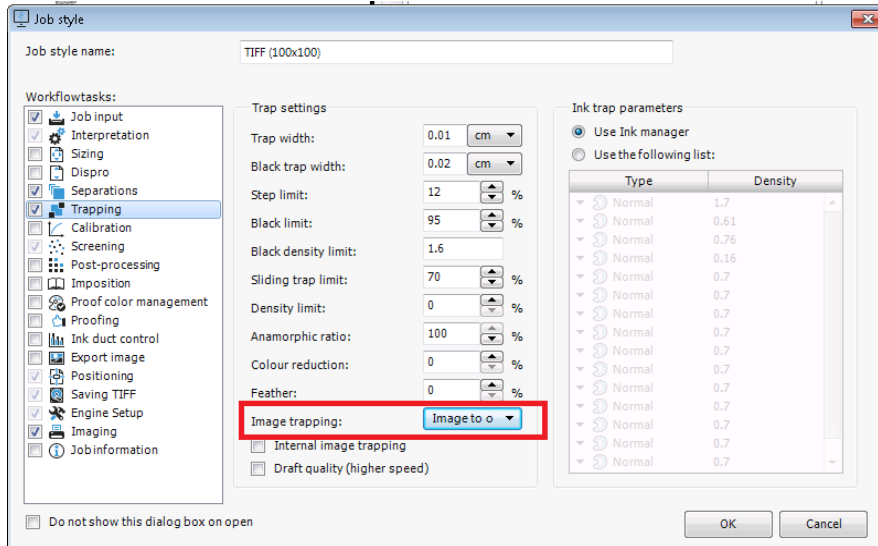 Job style
Job style name: TIFF (100x100)
Workflowtasks:
Job input
Interpretation
Sizing
Dispro
Separations
Trapping
Calibration
Screening
Post-processing
Imposition
Proof color management
Proofing
Ink duct control
Export image
Positioning
Saving TIFF
Engine Setup
Imaging
Jobinformation
Trap settings
Trap width: 0.01 cm
Black trap width: 0.02 cm
Step limit: 12 %
Black limit: 95 %
Black density limit: 1.6
Sliding trap limit: 70 %
Density limit: 0 %
Anamorphic ratio: 100 %
Colour reduction: 0 %
Feather: 0 %
Image trapping: Image to o
Internal image trapping
Draft quality (higher speed)
Ink trap parameters
Use Ink manager
Use the following list:
Type Density
Normal 1.7
Normal 0.61
Normal 0.76
Normal 0.16
Normal 0.7
Normal 0.7
Normal 0.7
Normal 0.7
Normal 0.7
Normal 0.7
Normal 0.7
Normal 0.7
Normal 0.7
Normal 0.7
Normal 0.7
Do not show this dialog box on open
OK Cancel